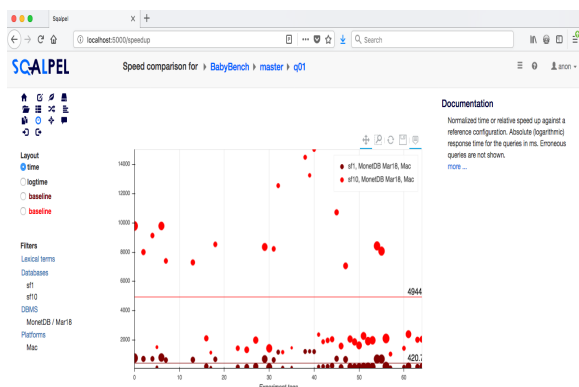 Sqalpel
localhost:5000/speedup
Search
SQALPEL
Speed comparison for BabyBench master q01
anon
Layout
time
logtime
baseline
baseline
Filters
Lexical terms
Databases
sf1
sf10
DBMS
MonetDB / Mar18
Platforms
Mac
sf1, MonetDB Mar18, Mac
sf10, MonetDB Mar18, Mac
14000
12000
10000
8000
6000
4944
4000
2000
420.7
0
0 10 20 30 40 50 60
Experiment tags
Documentation
Normalized time or relative speed up against a
reference configuration. Absolute (logarithmic)
response time for the queries in ms. Erroneous
queries are not shown.
more ...